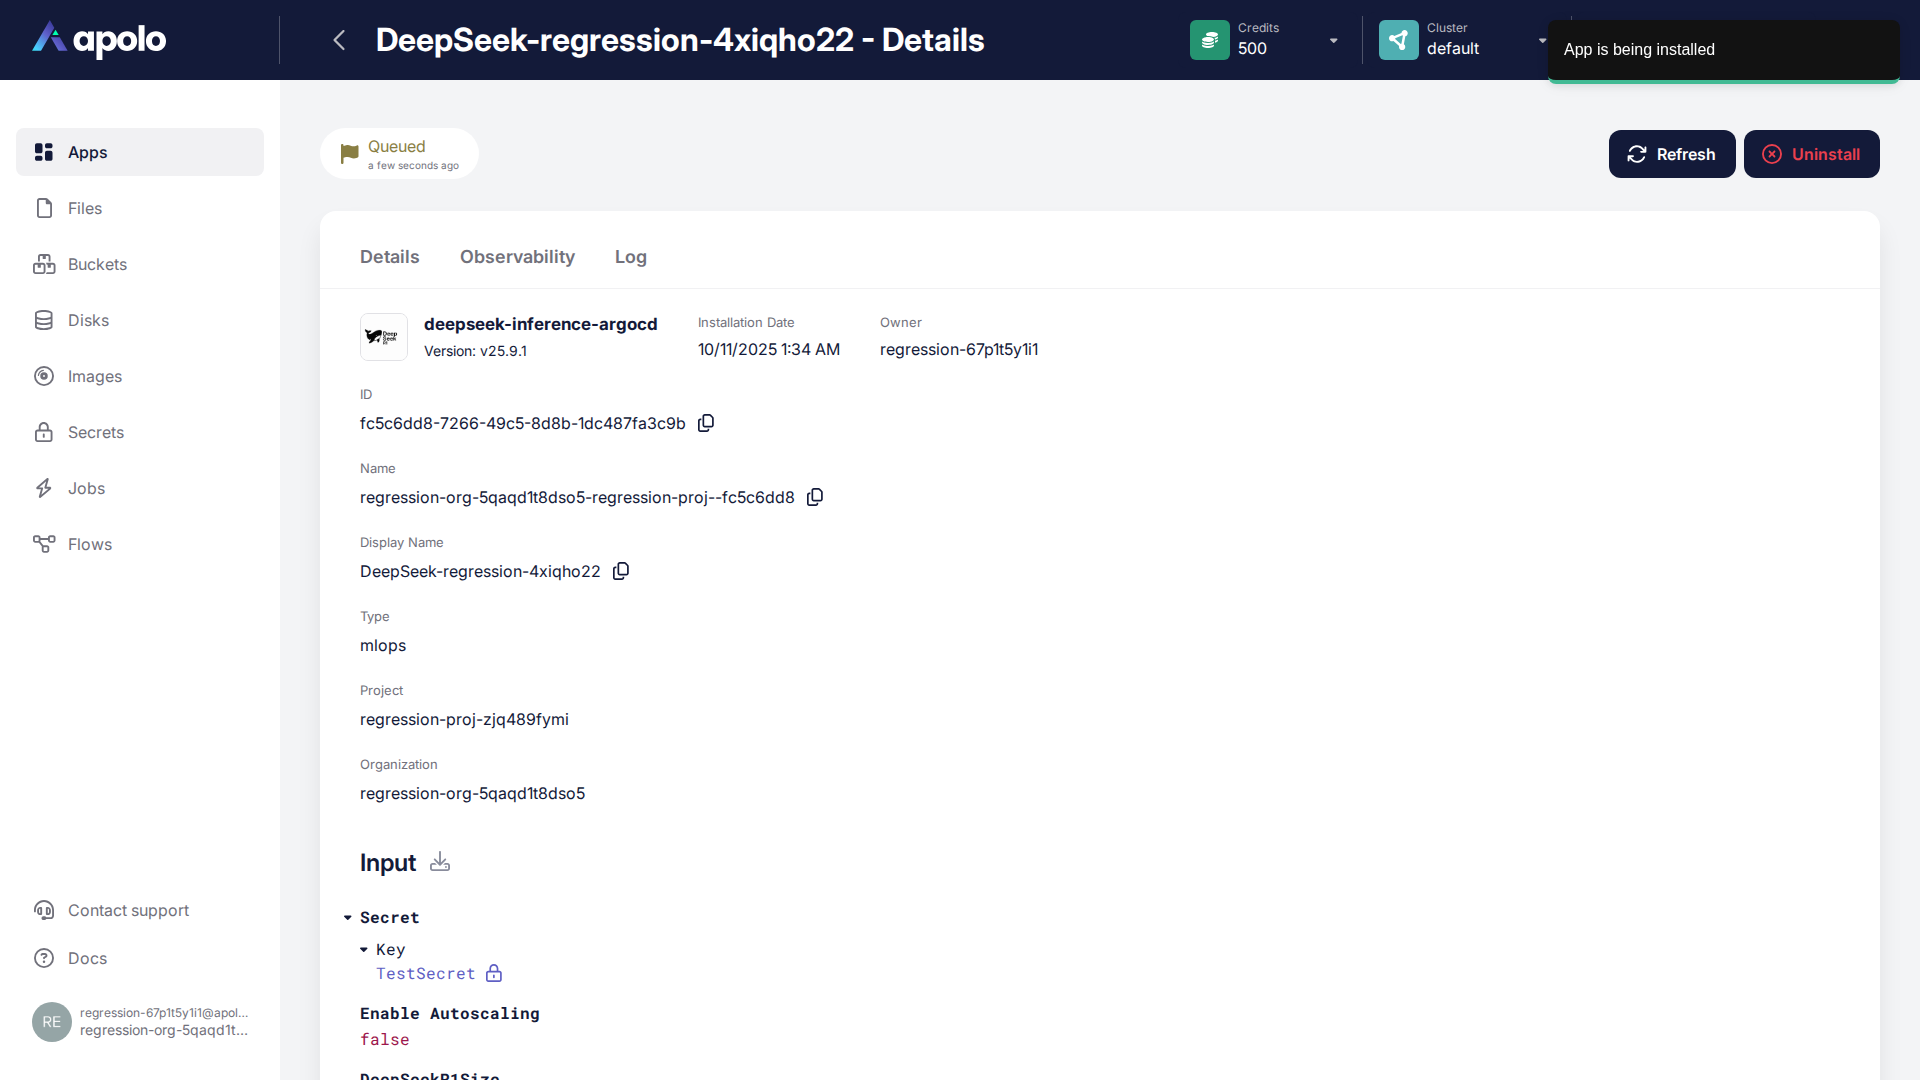 apolo
DeepSeek-regression-4xiqho22 - Details
Credits
500
Cluster
default
App is being installed
Apps
Files
Buckets
Disks
Images
Secrets
Jobs
Flows
Contact support
Docs
RE
regression-67p1t5y1i1@apol...
regression-org-5qaqd1t...
Queued
a few seconds ago
Refresh
Uninstall
Details
Observability
Log
deep seek
deepseek-inference-argocd
Version: v25.9.1
Installation Date
10/11/2025 1:34 AM
Owner
regression-67p1t5y1i1
ID
fc5c6dd8-7266-49c5-8d8b-1dc487fa3c9b
Name
regression-org-5qaqd1t8dso5-regression-proj--fc5c6dd8
Display Name
DeepSeek-regression-4xiqho22
Type
mlops
Project
regression-proj-zjq489fymi
Organization
regression-org-5qaqd1t8dso5
Input
Secret
Key
TestSecret
Enable Autoscaling
false
DeepSeekR1Size